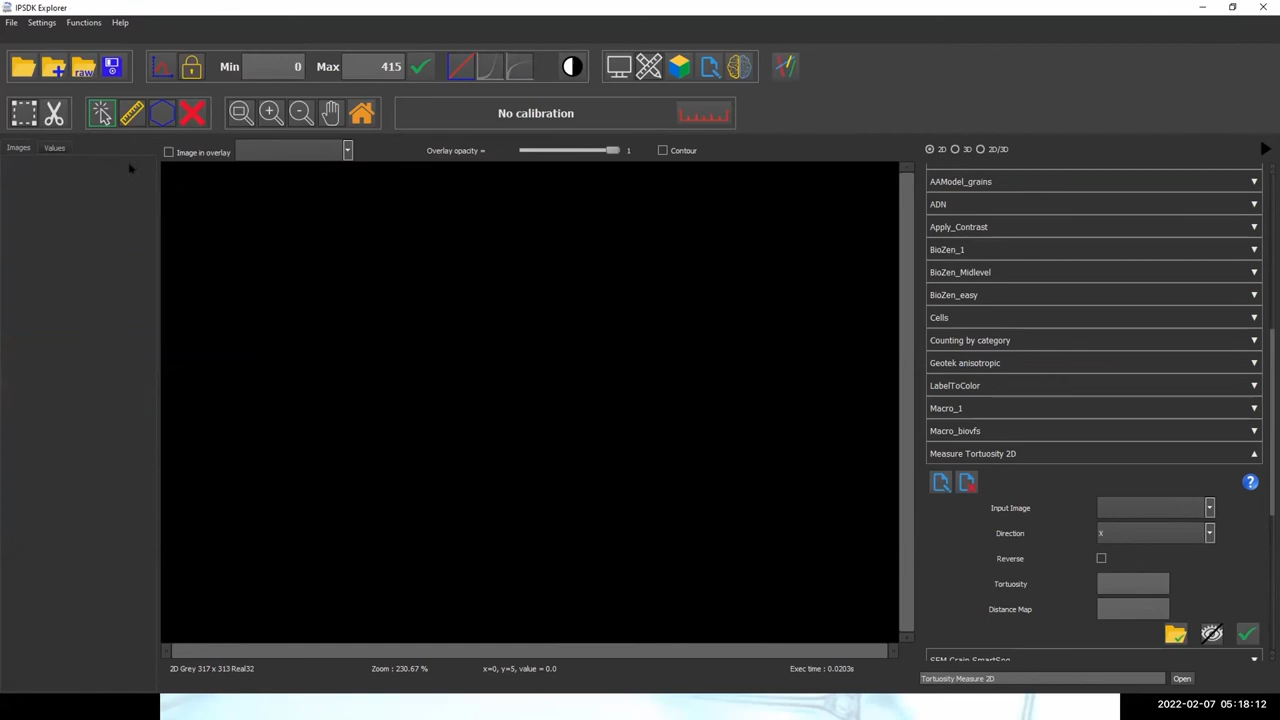 IPSDK Explorer
File Settings Functions Help
raw
Min 0 Max 415
No calibration
Images Values
Image in overlay Overlay opacity = 1 Contour
2D 3D 2D/3D
AAModel_grains
ADN
Apply_Contrast
BioZen_1
BioZen_Midlevel
BioZen_easy
Cells
Counting by category
Geotek anisotropic
LabelToColor
Macro_1
Macro_biovfs
Measure Tortuosity 2D
?
Input Image
Direction X
Reverse
Tortuosity
Distance Map
2D Grey 317 x 313 Real32 Zoom : 230.67 % x=0, y=5, value = 0.0 Exec time : 0.0203s
Tortuosity Measure 2D Open
2022-02-07 05:18:12